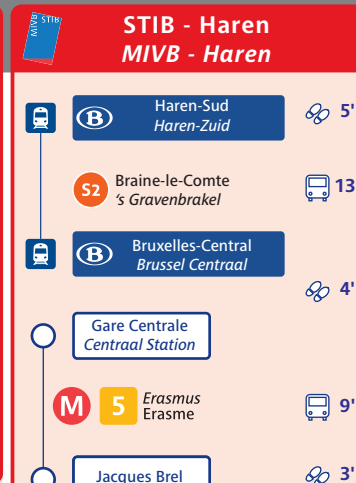 MIVB STIB
STIB - Haren
MIVB - Haren
B
Haren-Sud
Haren-Zuid
5'
S2
Braine-le-Comte
's Gravenbrakel
13
B
Bruxelles-Central
Brussel Centraal
4'
Gare Centrale
Centraal Station
M 5
Erasmus
Erasme
9'
Jacques Brel
3'